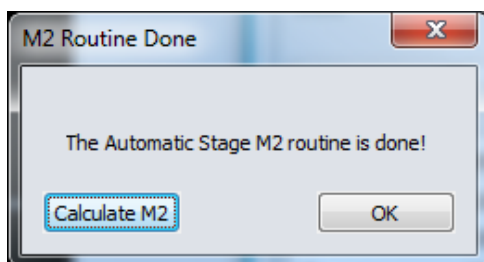 M2 Routine Done
The Automatic Stage M2 routine is done!
Calculate M2 OK